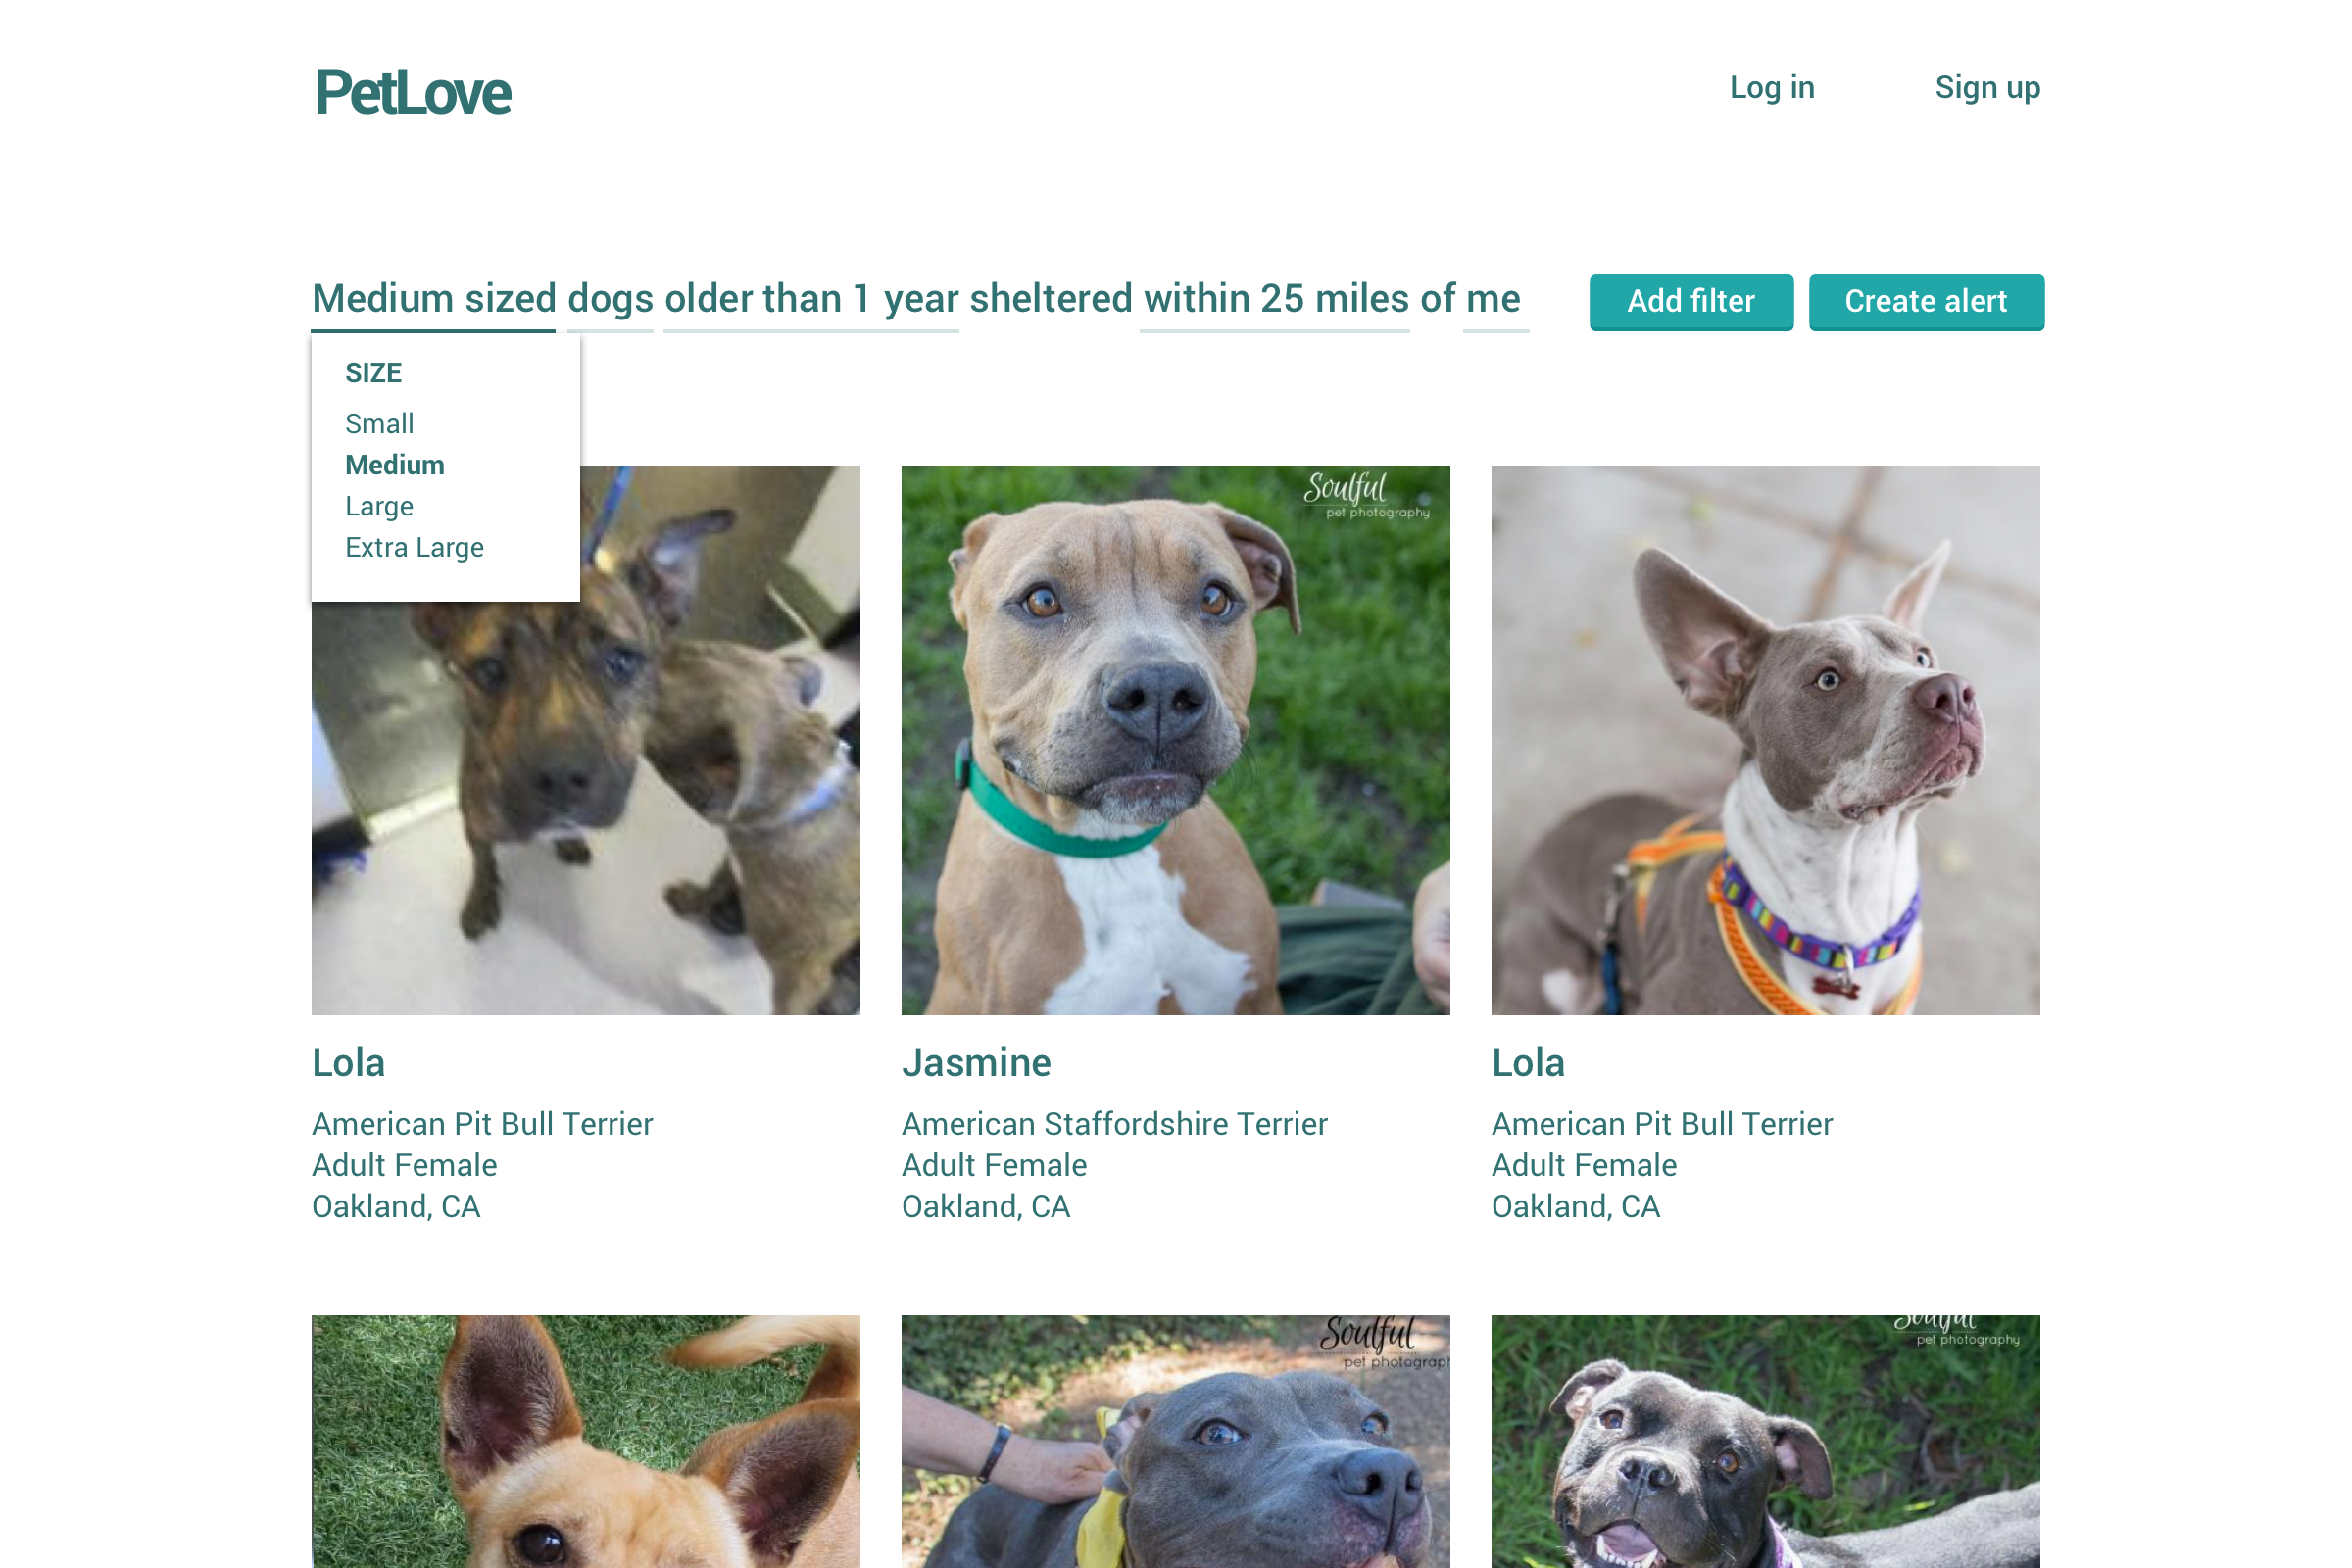 PetLove
Log in
Sign up
Medium sized dogs older than 1 year sheltered within 25 miles of me
Add filter
Create alert
SIZE
Small
Medium
Large
Extra Large
Soulful
pet photography
Lola
American Pit Bull Terrier
Adult Female
Oakland, CA
Jasmine
American Staffordshire Terrier
Adult Female
Oakland, CA
Lola
American Pit Bull Terrier
Adult Female
Oakland, CA
Soulful
pet photograph
Soulful
pet photography